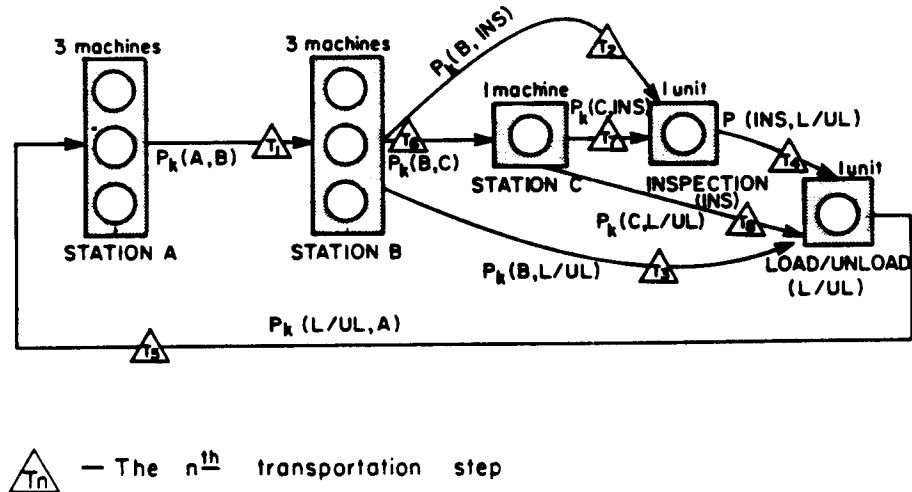 3 machines
3 machines
P_k(B, INS)
T2
1 machine
P_k(C,INS)
T7
1 unit
P (INS, L/UL)
T4
1 unit
P_k(A,B)
T1
T6
P_k(B,C)
STATION A
STATION B
STATION C
INSPECTION
(INS)
P_k(C,L/UL)
T8
P_k(B,L/UL)
T3
LOAD/UNLOAD
(L/UL)
P_k (L/UL,A)
T5
Tn — The nth transportation step